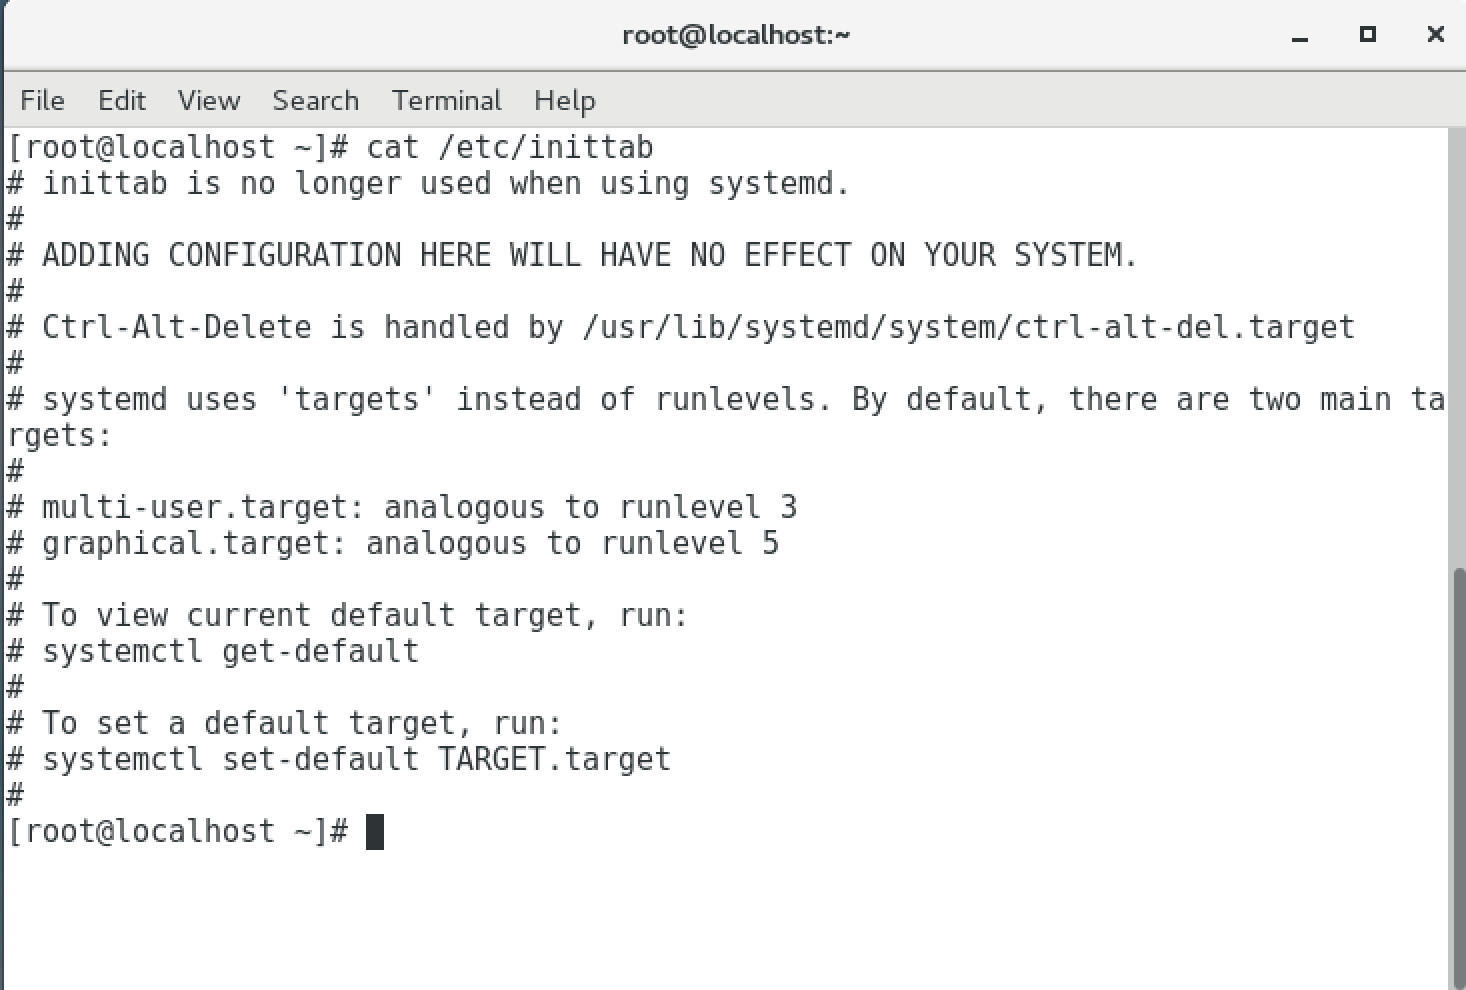 root@localhost:~
File Edit View Search Terminal Help
[root@localhost ~]# cat /etc/inittab
# inittab is no longer used when using systemd.
#
# ADDING CONFIGURATION HERE WILL HAVE NO EFFECT ON YOUR SYSTEM.
#
# Ctrl-Alt-Delete is handled by /usr/lib/systemd/system/ctrl-alt-del.target
#
# systemd uses 'targets' instead of runlevels. By default, there are two main ta
rgets:
#
# multi-user.target: analogous to runlevel 3
# graphical.target: analogous to runlevel 5
#
# To view current default target, run:
# systemctl get-default
#
# To set a default target, run:
# systemctl set-default TARGET.target
#
[root@localhost ~]#